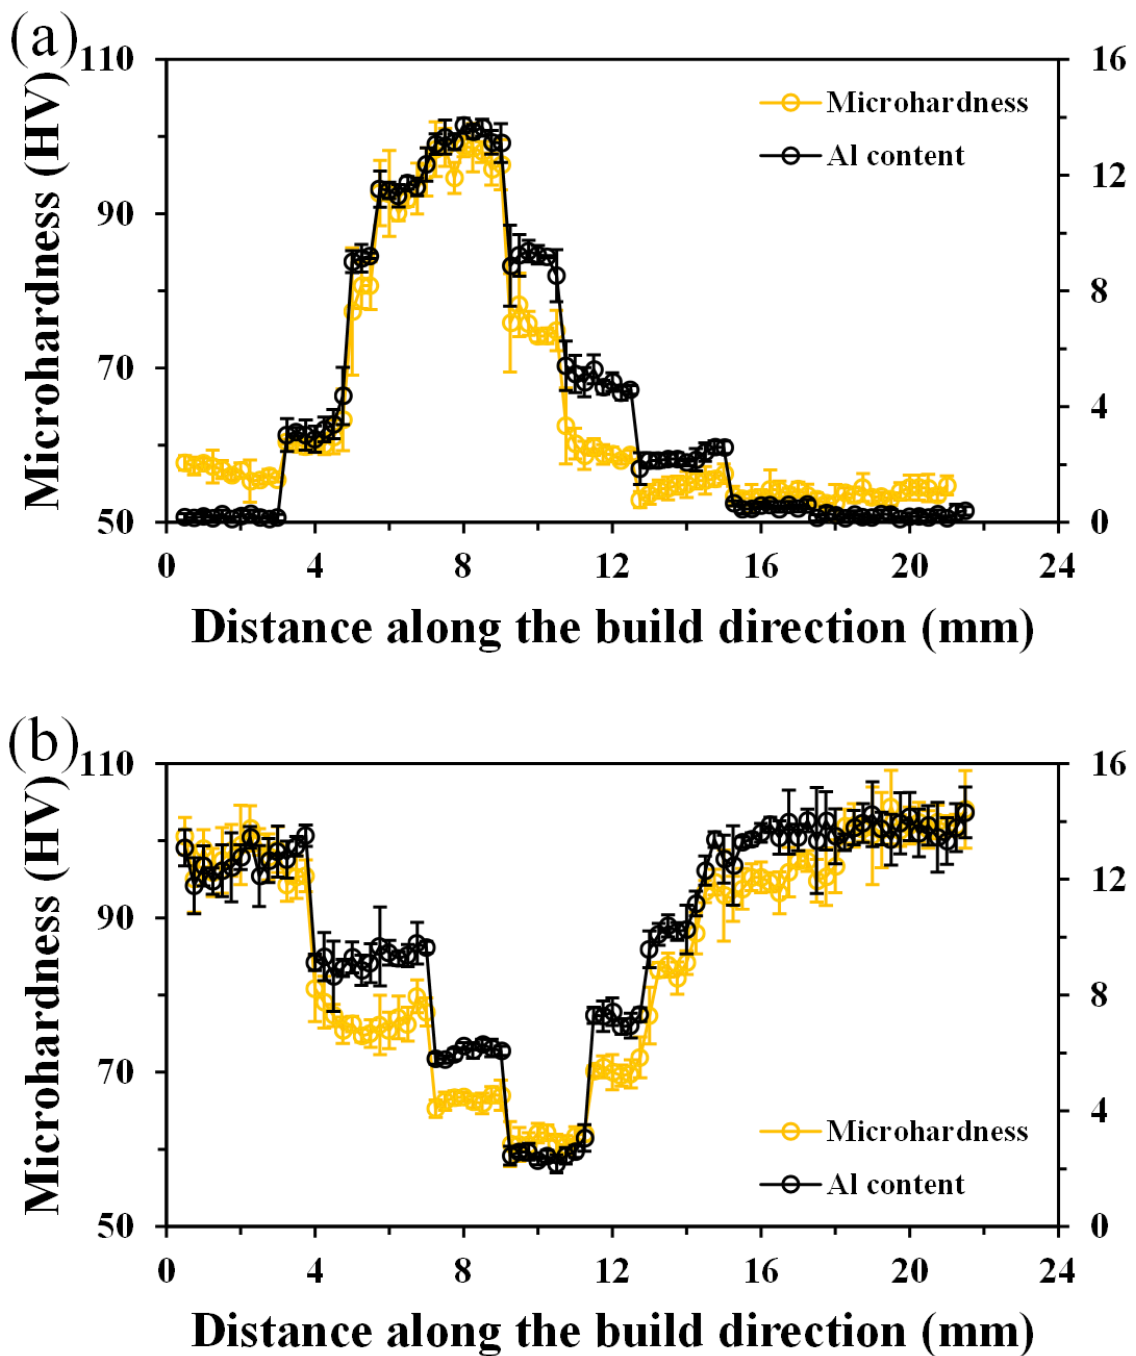 (a)
110
90
70
50
Microhardness (HV)
16
12
8
4
0
Microhardness
Al content
0 4 8 12 16 20 24
Distance along the build direction (mm)
(b)
110
90
70
50
Microhardness (HV)
16
12
8
4
0
Microhardness
Al content
0 4 8 12 16 20 24
Distance along the build direction (mm)